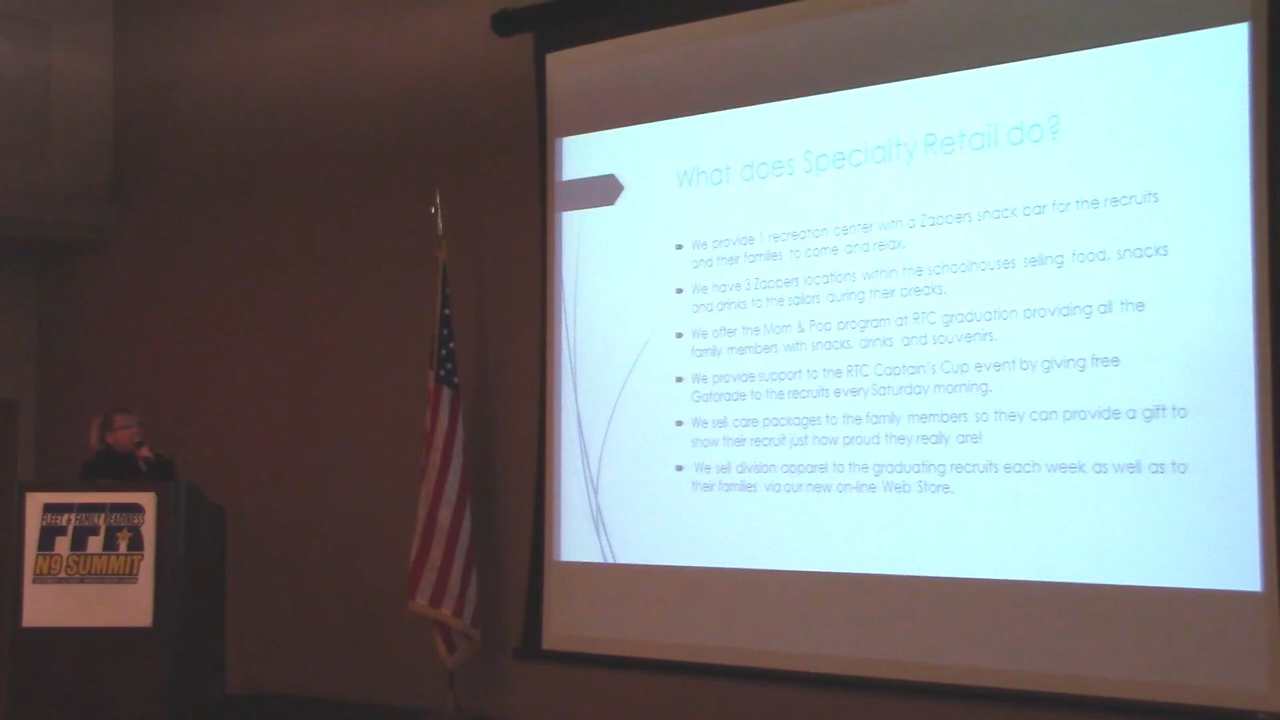 What does Specialty Retail do?
We provide 1 recreation center with a Zappers snack bar for the recruits
and their families to come and relax.
We have 3 Zappers locations within the schoolhouses selling food, snacks
and drinks to the sailors during their breaks.
We offer the Mom & Pop program at RTC graduation providing all the
family members with snacks, drinks and souvenirs.
We provide support to the RTC Captain's Cup event by giving free
Gatorade to the recruits every Saturday morning.
We sell care packages to the family members so they can provide a gift to
show their recruit just how proud they really are!
We sell division apparel to the graduating recruits each week as well as to
their families via our new on-line Web Store.
FLEET & FAMILY READINESS
FFR
N9 SUMMIT